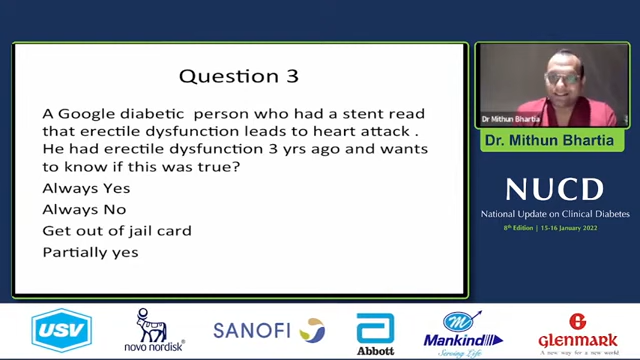 Question 3
A Google diabetic person who had a stent read
that erectile dysfunction leads to heart attack .
He had erectile dysfunction 3 yrs ago and wants
to know if this was true?
Always Yes
Always No
Get out of jail card
Partially yes
Dr Mithun Bhartia
Dr. Mithun Bhartia
NUCD
National Update on Clinical Diabetes
8th Edition | 15-16 January 2022
USV
novo nordisk
SANOFI
Abbott
Mankind
Serving Life
GLENMARK
A new way for a new world